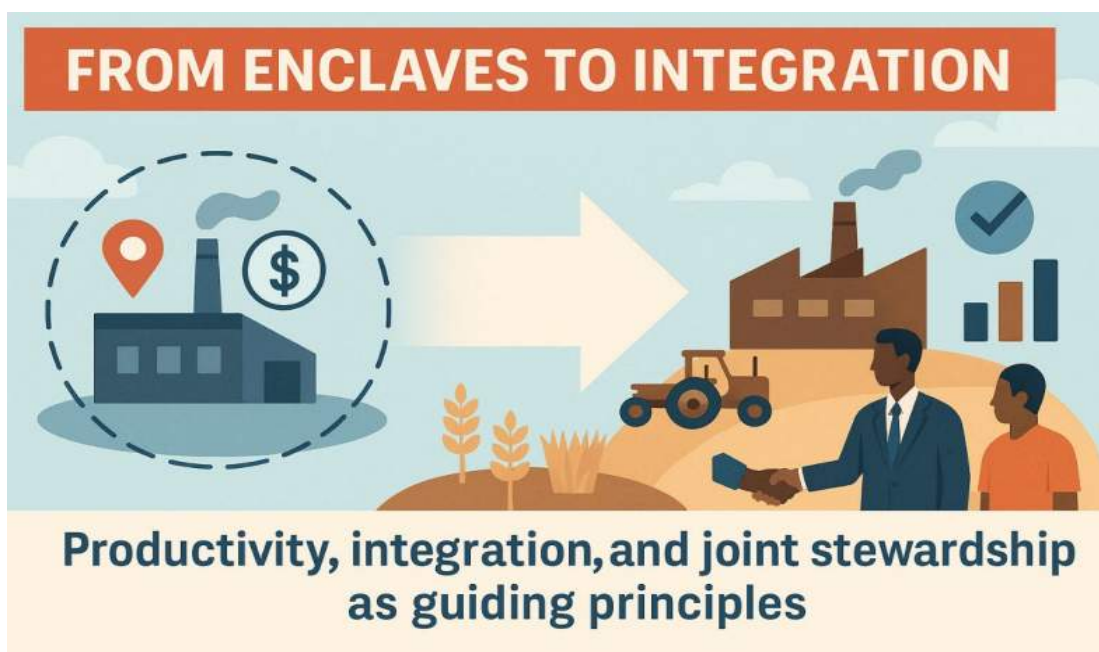 FROM ENCLAVES TO INTEGRATION
$
Productivity, integration, and joint stewardship
as guiding principles